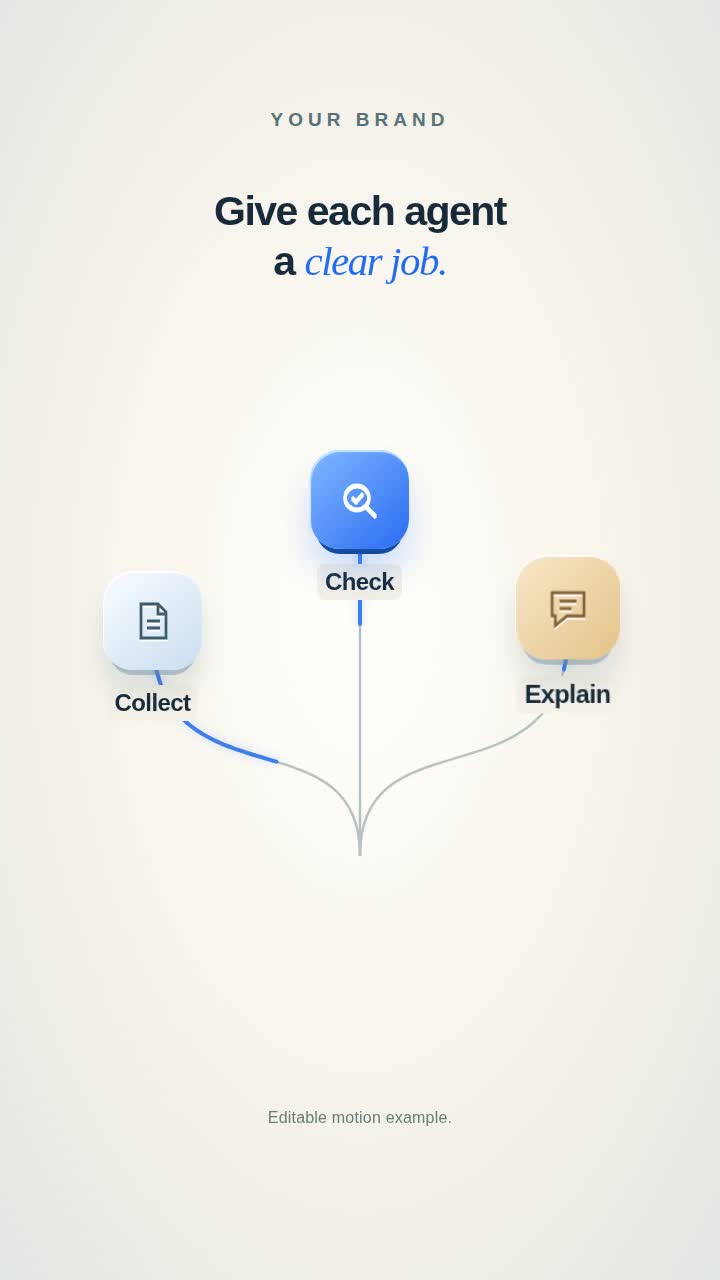 YOUR BRAND
Give each agent
a clear job.
Check
Collect
Explain
Editable motion example.